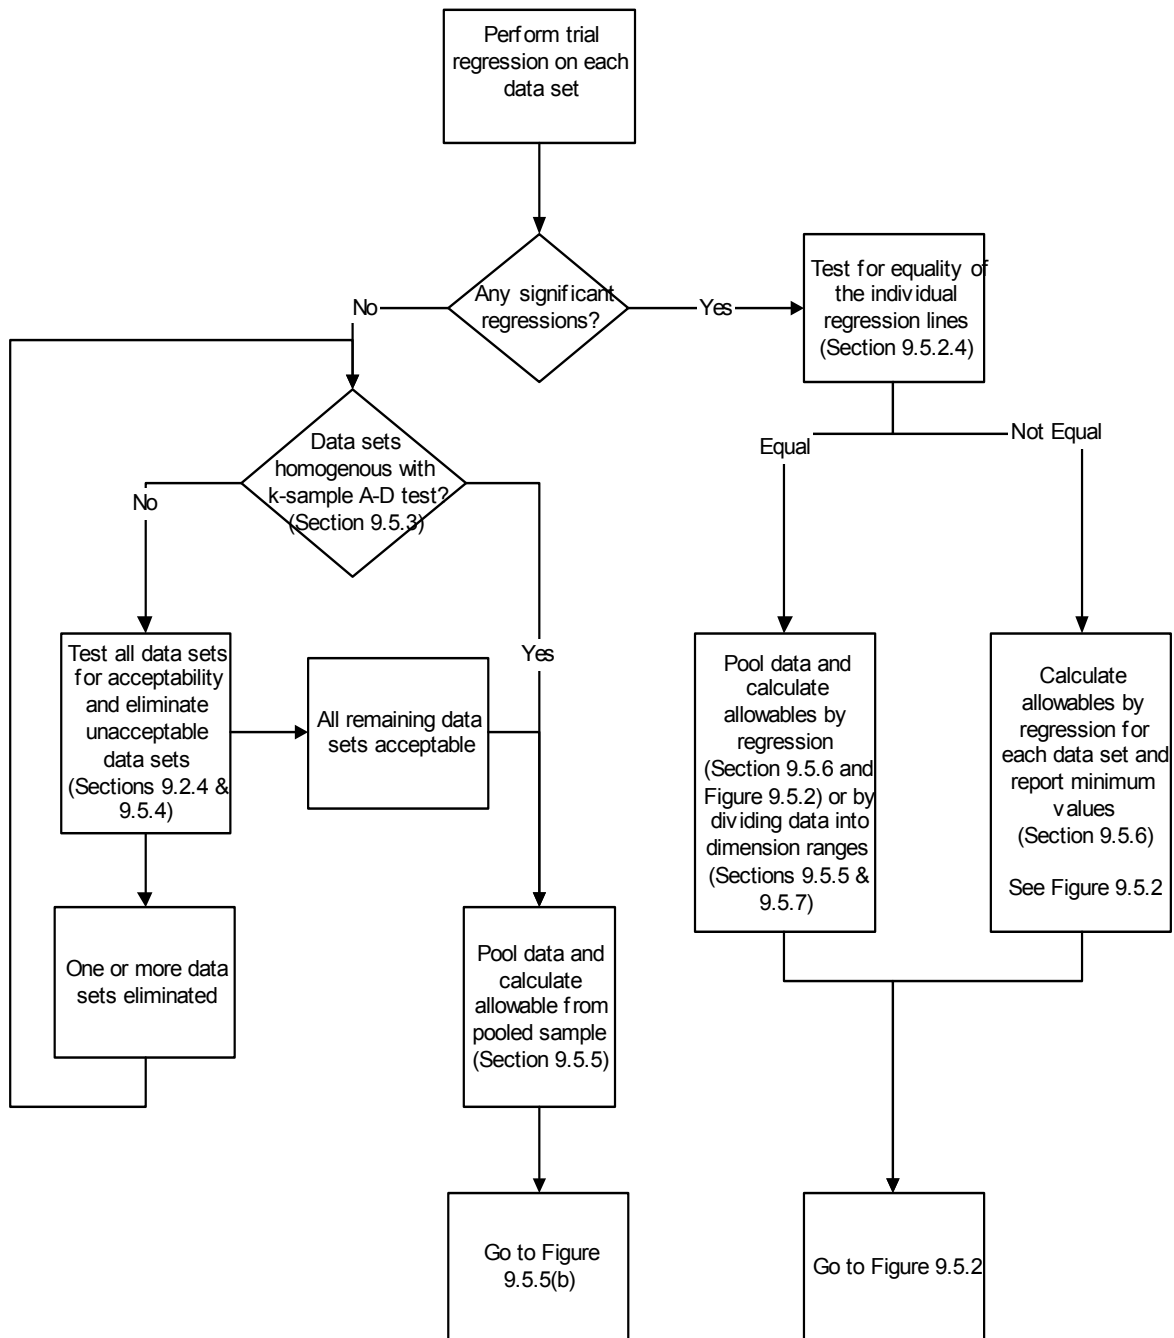 Perform trial
regression on each
data set
Any significant
regressions?
No
Yes
Test for equality of
the individual
regression lines
(Section 9.5.2.4)
Equal
Not Equal
Data sets
homogenous with
k-sample A-D test?
(Section 9.5.3)
No
Yes
Test all data sets
for acceptability
and eliminate
unacceptable
data sets
(Sections 9.2.4 &
9.5.4)
All remaining data
sets acceptable
Pool data and
calculate
allowables by
regression
(Section 9.5.6 and
Figure 9.5.2) or by
dividing data into
dimension ranges
(Sections 9.5.5 &
9.5.7)
Calculate
allowables by
regression for
each data set and
report minimum
values
(Section 9.5.6)
See Figure 9.5.2
One or more data
sets eliminated
Pool data and
calculate
allowable from
pooled sample
(Section 9.5.5)
Go to Figure
9.5.5(b)
Go to Figure 9.5.2